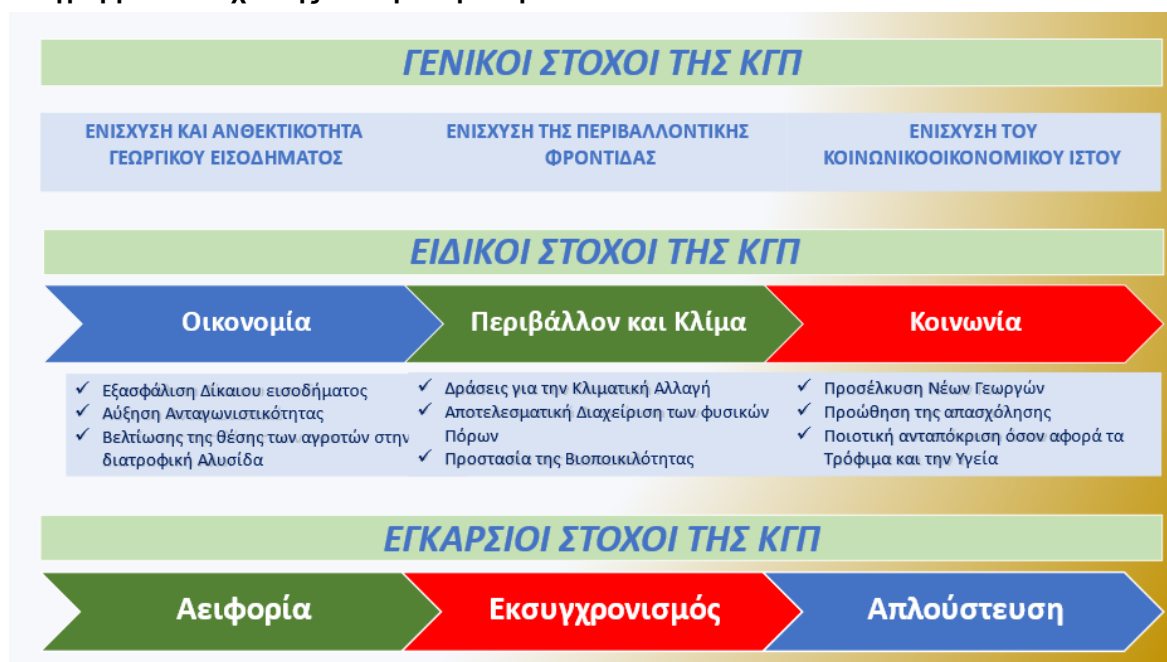 ΓΕΝΙΚΟΙ ΣΤΟΧΟΙ ΤΗΣ ΚΓΠ
ΕΝΙΣΧΥΣΗ ΚΑΙ ΑΝΘΕΚΤΙΚΟΤΗΤΑ
ΓΕΩΡΓΙΚΟΥ ΕΙΣΟΔΗΜΑΤΟΣ
ΕΝΙΣΧΥΣΗ ΤΗΣ ΠΕΡΙΒΑΛΛΟΝΤΙΚΗΣ
ΦΡΟΝΤΙΔΑΣ
ΕΝΙΣΧΥΣΗ ΤΟΥ
ΚΟΙΝΩΝΙΚΟΟΙΚΟΝΟΜΙΚΟΥ ΙΣΤΟΥ
ΕΙΔΙΚΟΙ ΣΤΟΧΟΙ ΤΗΣ ΚΓΠ
Οικονομία
Περιβάλλον και Κλίμα
Κοινωνία
✓ Εξασφάλιση Δίκαιου εισοδήματος
✓ Αύξηση Ανταγωνιστικότητας
✓ Βελτίωσης της θέσης των αγροτών στην
διατροφική Αλυσίδα
✓ Δράσεις για την Κλιματική Αλλαγή
✓ Αποτελεσματική Διαχείριση των φυσικών
Πόρων
✓ Προστασία της Βιοποικιλότητας
✓ Προσέλκυση Νέων Γεωργών
✓ Προώθηση της απασχόλησης
✓ Ποιοτική ανταπόκριση όσον αφορά τα
Τρόφιμα και την Υγεία
ΕΓΚΑΡΣΙΟΙ ΣΤΟΧΟΙ ΤΗΣ ΚΓΠ
Αειφορία
Εκσυγχρονισμός
Απλούστευση